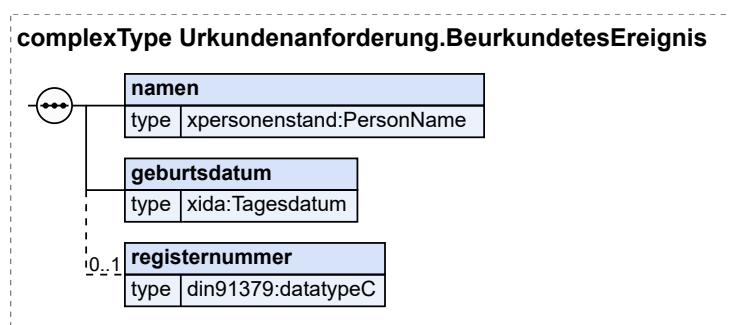 complexType Urkundenanforderung.BeurkundetesEreignis
namen
type xpersonenstand:PersonName
geburtsdatum
type xida:Tagesdatum
0..1 registernummer
type din91379:datatypeC